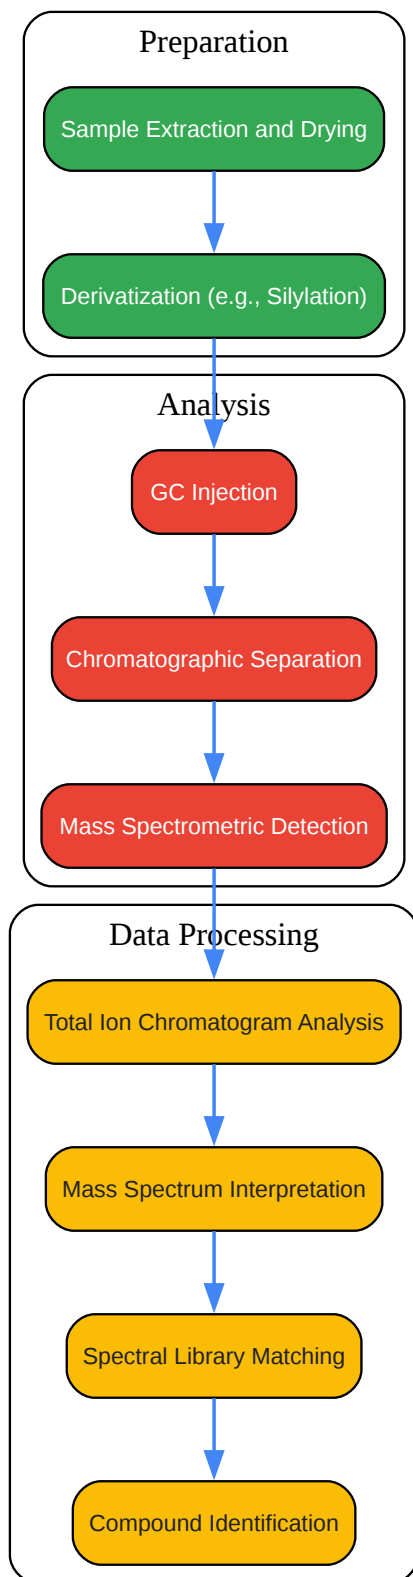 Preparation
Sample Extraction and Drying
Derivatization (e.g., Silylation)
Analysis
GC Injection
Chromatographic Separation
Mass Spectrometric Detection
Data Processing
Total Ion Chromatogram Analysis
Mass Spectrum Interpretation
Spectral Library Matching
Compound Identification